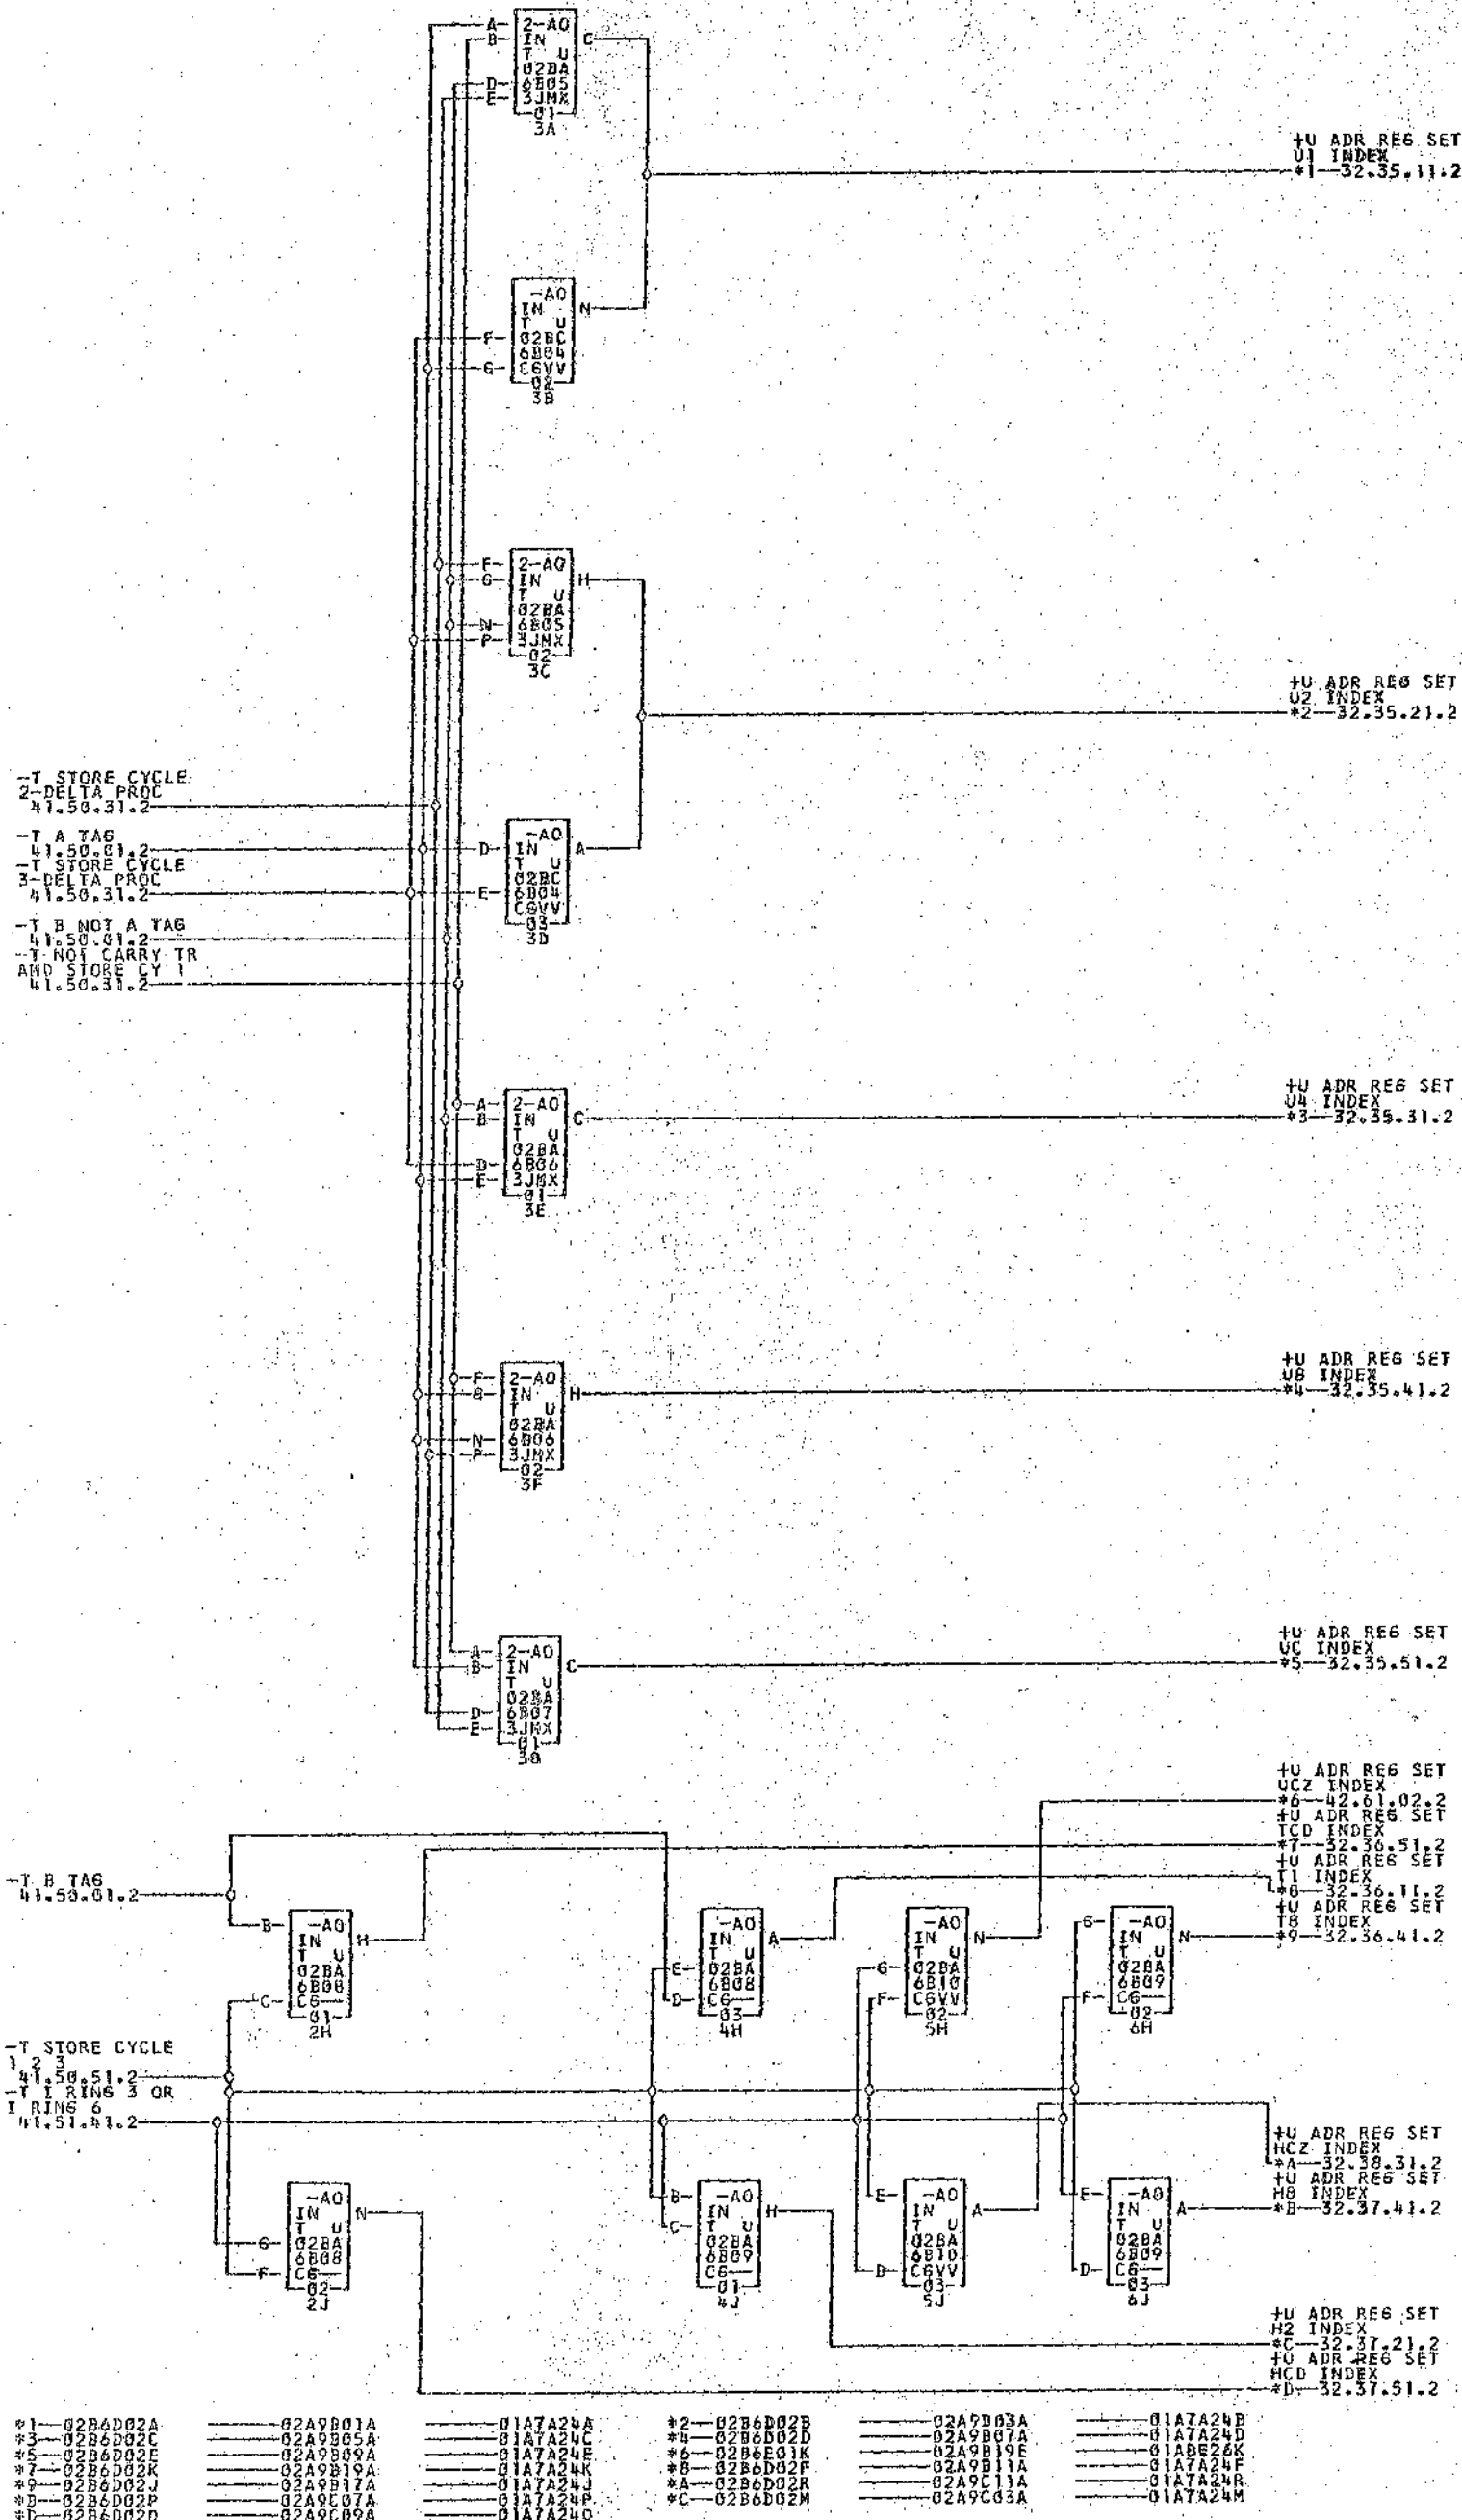 A 2-AO
B IN C
T U
02BA
D 6B05
E 3JMX
01
3A
+U ADR REG SET
U1 INDEX
*1 32.35.11.2
-AO
IN N
T U
F 02BC
6B04
G C6VV
02
3B
F 2-AO
G IN H
T U
02BA
N 6B05
P 3JMX
02
3C
+U ADR REG SET
U2 INDEX
*2 32.35.21.2
-T STORE CYCLE
2-DELTA PROC
41.50.31.2
-T A TAG
41.50.01.2
-T STORE CYCLE
3-DELTA PROC
41.50.31.2
-T B NOT A TAG
41.50.01.2
-T NOT CARRY TR
AND STORE CY 1
41.50.31.2
-AO
D IN A
T U
02BC
E 6B04
C6VV
03
3D
A 2-AO
B IN C
T U
02BA
D 6B06
E 3JMX
01
3E
+U ADR REG SET
U4 INDEX
*3 32.35.31.2
F 2-AO
G IN H
T U
02BA
N 6B06
P 3JMX
02
3F
+U ADR REG SET
U8 INDEX
*4 32.35.41.2
A 2-AO
B IN C
T U
02BA
D 6B07
E 3JMX
01
3G
+U ADR REG SET
UC INDEX
*5 32.35.51.2
+U ADR REG SET
UCZ INDEX
*6 42.61.02.2
+U ADR REG SET
TCD INDEX
*7 32.36.51.2
+U ADR REG SET
T1 INDEX
*8 32.36.11.2
+U ADR REG SET
T8 INDEX
*9 32.36.41.2
-T B TAG
41.50.01.2
B -AO
IN H
T U
02BA
6B08
C C6
01
2H
-AO
IN A
T U
E 02BA
6B08
D C6
03
4H
-AO
IN N
T U
G 02BA
6B10
F C6VV
02
5H
G -AO
IN N
T U
02BA
6B09
F C6
02
6H
-T STORE CYCLE
1 2 3
41.50.51.2
-T I RING 3 OR
I RING 6
41.51.41.2
+U ADR REG SET
HCZ INDEX
*A 32.38.31.2
+U ADR REG SET
H8 INDEX
*B 32.37.41.2
-AO
IN N
T U
G 02BA
6B08
F C6
02
2J
B -AO
IN H
C T U
02BA
6B09
C6
01
4J
E -AO
IN A
T U
02BA
6B10
D C6VV
03
5J
E -AO
IN A
T U
02BA
6B09
D C6
03
6J
+U ADR REG SET
H2 INDEX
*C 32.37.21.2
+U ADR REG SET
HCD INDEX
*D 32.37.51.2
*1 02B6D02A 02A9B01A 01A7A24A *2 02B6D02B 02A9B03A 01A7A24B
*3 02B6D02C 02A9B05A 01A7A24C *4 02B6D02D 02A9B07A 01A7A24D
*5 02B6D02E 02A9B09A 01A7A24E *6 02B6E01K 02A9B19E 01AB626K
*7 02B6D02K 02A9B19A 01A7A24K *8 02B6D02F 02A9B11A 01A7A24F
*9 02B6D02J 02A9B17A 01A7A24J *A 02B6D02R 02A9C11A 01A7A24R
*B 02B6D02P 02A9C07A 01A7A24P *C 02B6D02M 02A9C03A 01A7A24M
*D 02A9C09A